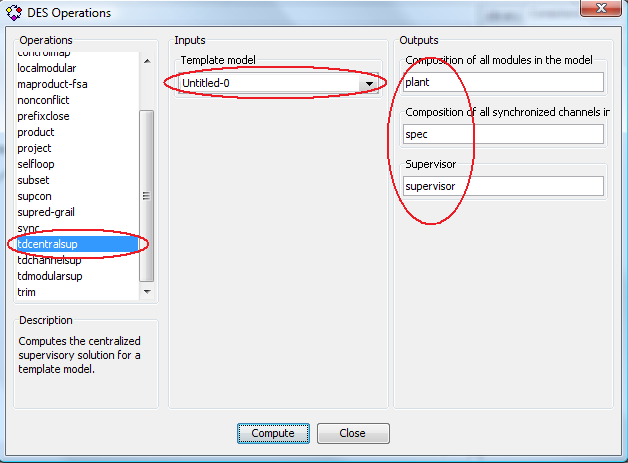 DES Operations
Operations
controlmap
localmodular
maproduct-fsa
nonconflict
prefixclose
product
project
selfloop
subset
supcon
supred-grail
sync
tdcentralsup
tdchannelsup
tdmodularsup
trim
Description
Computes the centralized
supervisory solution for a
template model.
Inputs
Template model
Untitled-0
Outputs
Composition of all modules in the model
plant
Composition of all synchronized channels in
spec
Supervisor
supervisor
Compute
Close